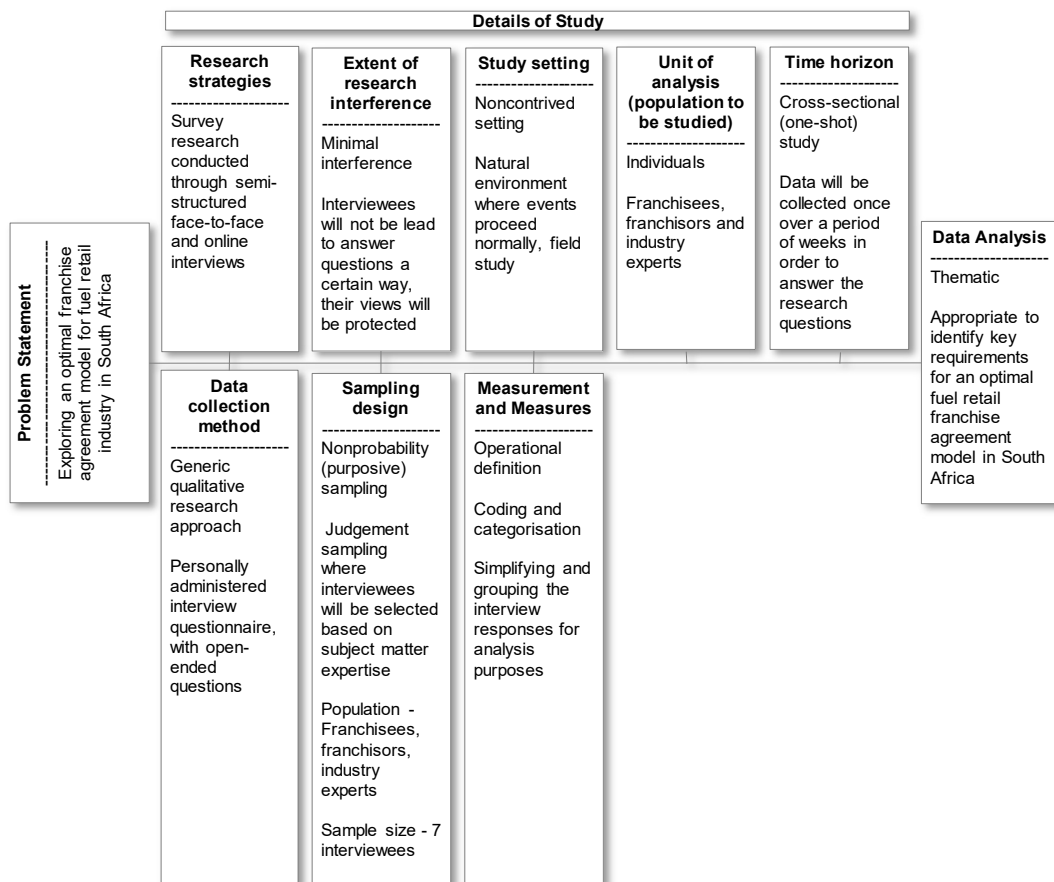 Details of Study
Problem Statement
---------------------------------------------------
Exploring an optimal franchise
agreement model for fuel retail
industry in South Africa
Research
strategies
--------------------
Survey
research
conducted
through semi-
structured
face-to-face
and online
interviews
Extent of
research
interference
-------------------
Minimal
interference
Interviewees
will not be lead
to answer
questions a
certain way,
their views will
be protected
Study setting
--------------------
Noncontrived
setting
Natural
environment
where events
proceed
normally, field
study
Unit of
analysis
(population to
be studied)
--------------------
Individuals
Franchisees,
franchisors and
industry
experts
Time horizon
--------------------
Cross-sectional
(one-shot)
study
Data will be
collected once
over a period
of weeks in
order to
answer the
research
questions
Data
collection
method
--------------------
Generic
qualitative
research
approach
Personally
administered
interview
questionnaire,
with open-
ended
questions
Sampling
design
-------------------
Nonprobability
(purposive)
sampling
Judgement
sampling
where
interviewees
will be selected
based on
subject matter
expertise
Population -
Franchisees,
franchisors,
industry
experts
Sample size - 7
interviewees
Measurement
and Measures
--------------------
Operational
definition
Coding and
categorisation
Simplifying and
grouping the
interview
responses for
analysis
purposes
Data Analysis
--------------------
Thematic
Appropriate to
identify key
requirements
for an optimal
fuel retail
franchise
agreement
model in South
Africa